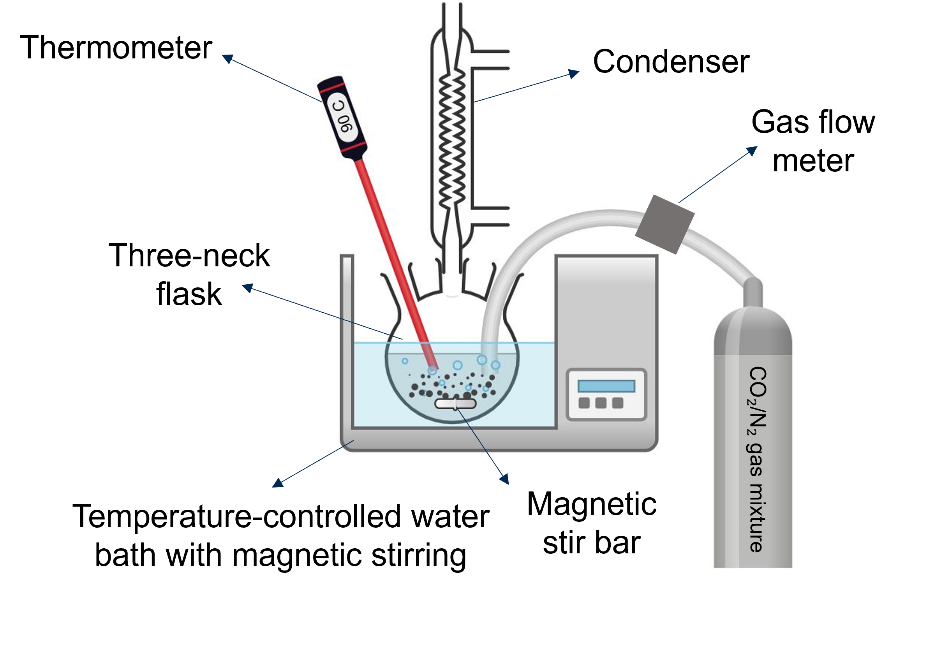 Thermometer
Condenser
Gas flow
meter
90 C
Three-neck
flask
CO₂/N₂ gas mixture
Temperature-controlled water
bath with magnetic stirring
Magnetic
stir bar